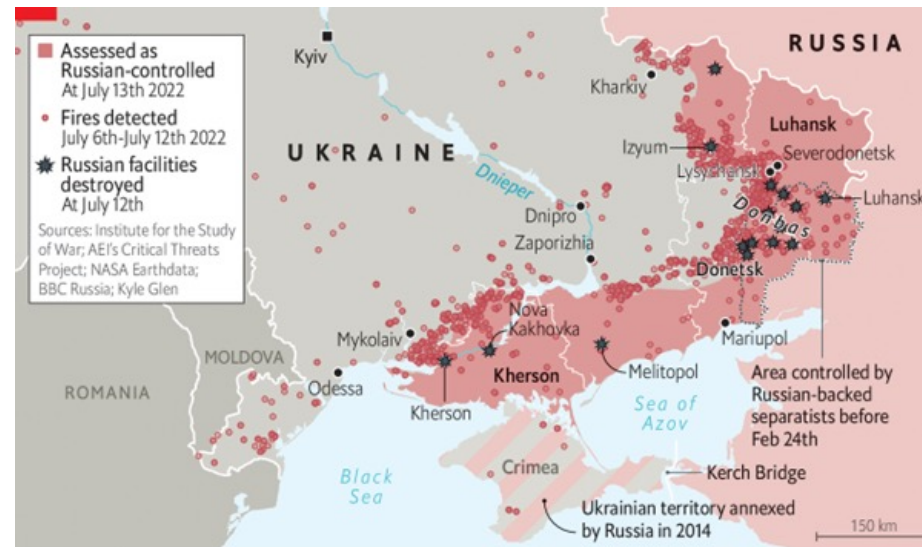 Assessed as
Russian-controlled
At July 13th 2022
Fires detected
July 6th-July 12th 2022
Russian facilities
destroyed
At July 12th
Sources: Institute for the Study
of War; AEI's Critical Threats
Project; NASA Earthdata;
BBC Russia; Kyle Glen
Kyiv
RUSSIA
Kharkiv
UKRAINE
Izyum
Luhansk
Severodonetsk
Lysychansk
Dnieper
Luhansk
Donbas
Dnipro
Zaporizhia
Donetsk
Nova
Kakhovka
Mykolaiv
Mariupol
MOLDOVA
Melitopol
Area controlled by
Russian-backed
separatists before
Feb 24th
ROMANIA
Odessa
Kherson
Kherson
Sea of
Azov
Crimea
Kerch Bridge
Black
Sea
Ukrainian territory annexed
by Russia in 2014
150 km